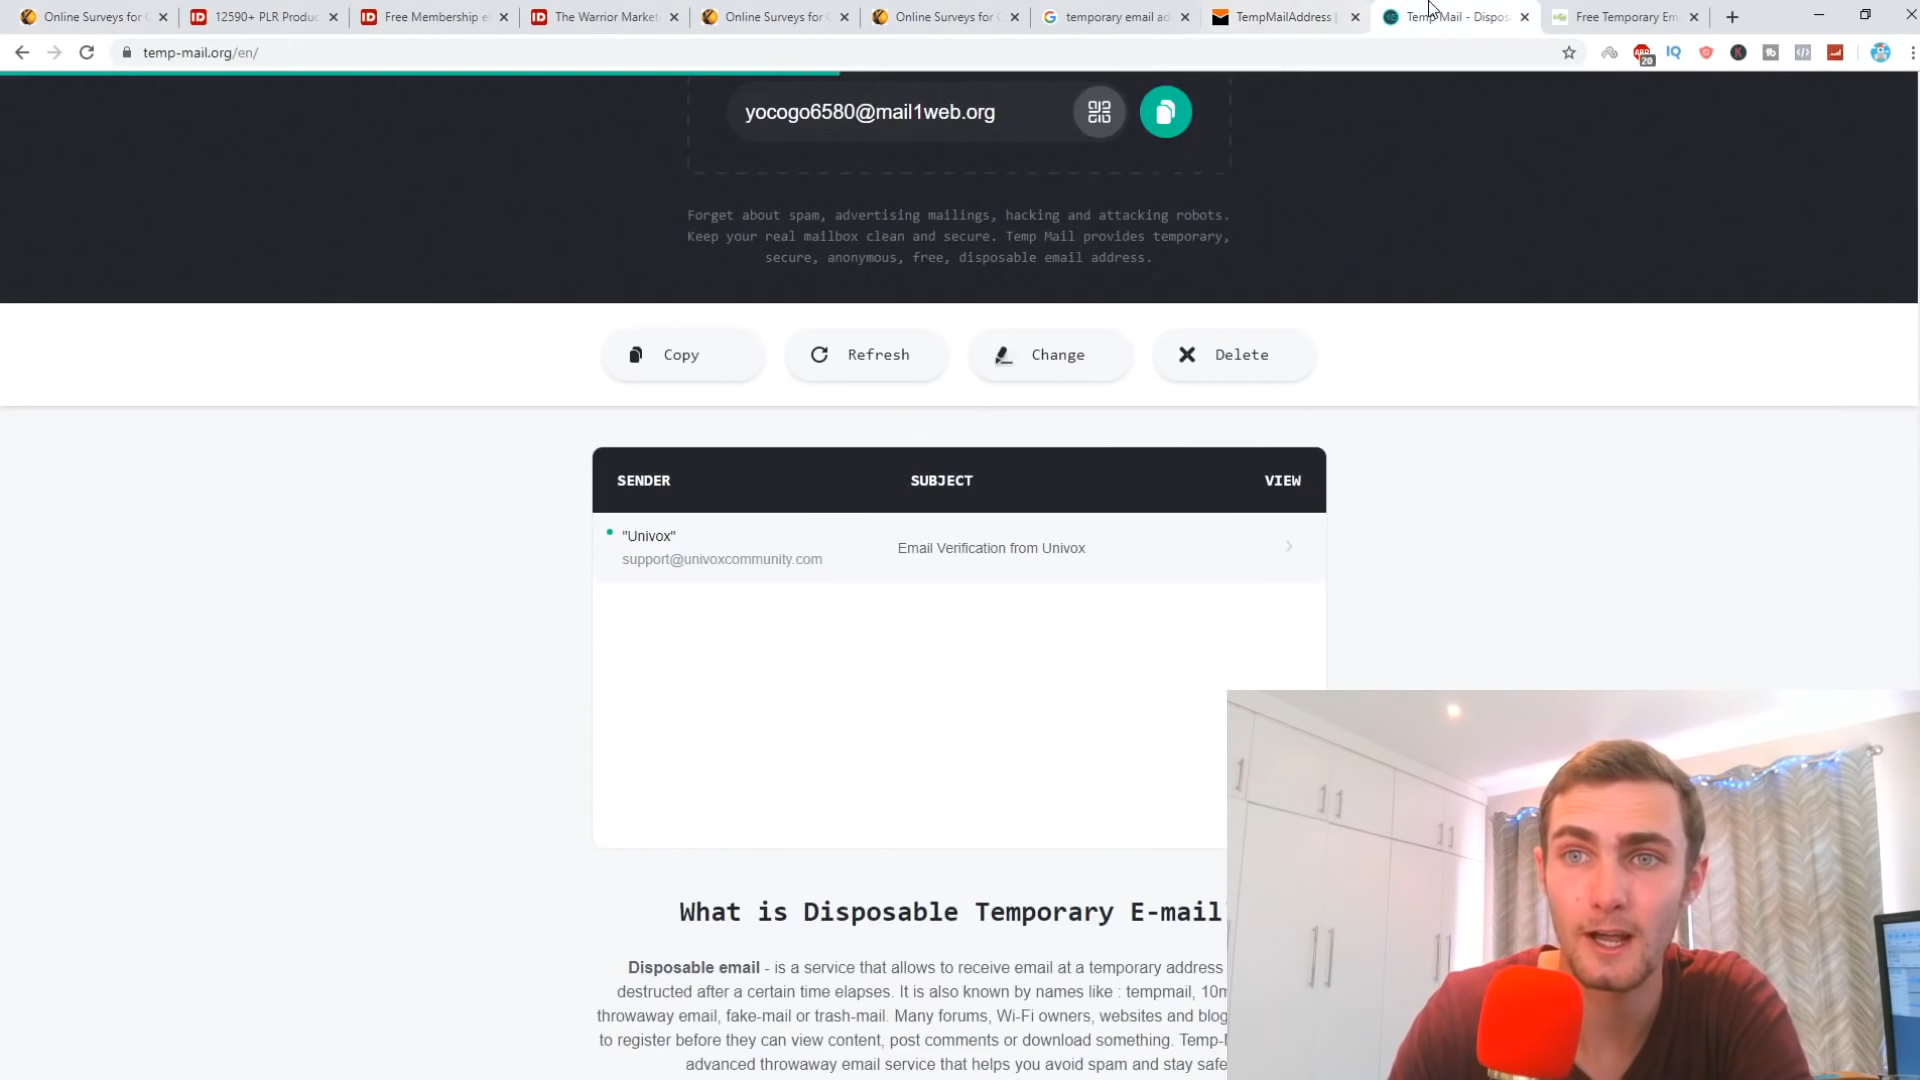 Online Surveys for C
12590+ PLR Produc
Free Membership e
The Warrior Market
Online Surveys for C
Online Surveys for C
temporary email ad
TempMailAddress |
Temp Mail - Dispos
Free Temporary Em
temp-mail.org/en/
20
IQ
yocogo6580@mail1web.org
Forget about spam, advertising mailings, hacking and attacking robots.
Keep your real mailbox clean and secure. Temp Mail provides temporary,
secure, anonymous, free, disposable email address.
Copy
Refresh
Change
Delete
SENDER
SUBJECT
VIEW
"Univox"
support@univoxcommunity.com
Email Verification from Univox
What is Disposable Temporary E-mail
Disposable email - is a service that allows to receive email at a temporary address
destructed after a certain time elapses. It is also known by names like : tempmail, 10m
throwaway email, fake-mail or trash-mail. Many forums, Wi-Fi owners, websites and blog
to register before they can view content, post comments or download something. Temp-M
advanced throwaway email service that helps you avoid spam and stay safe